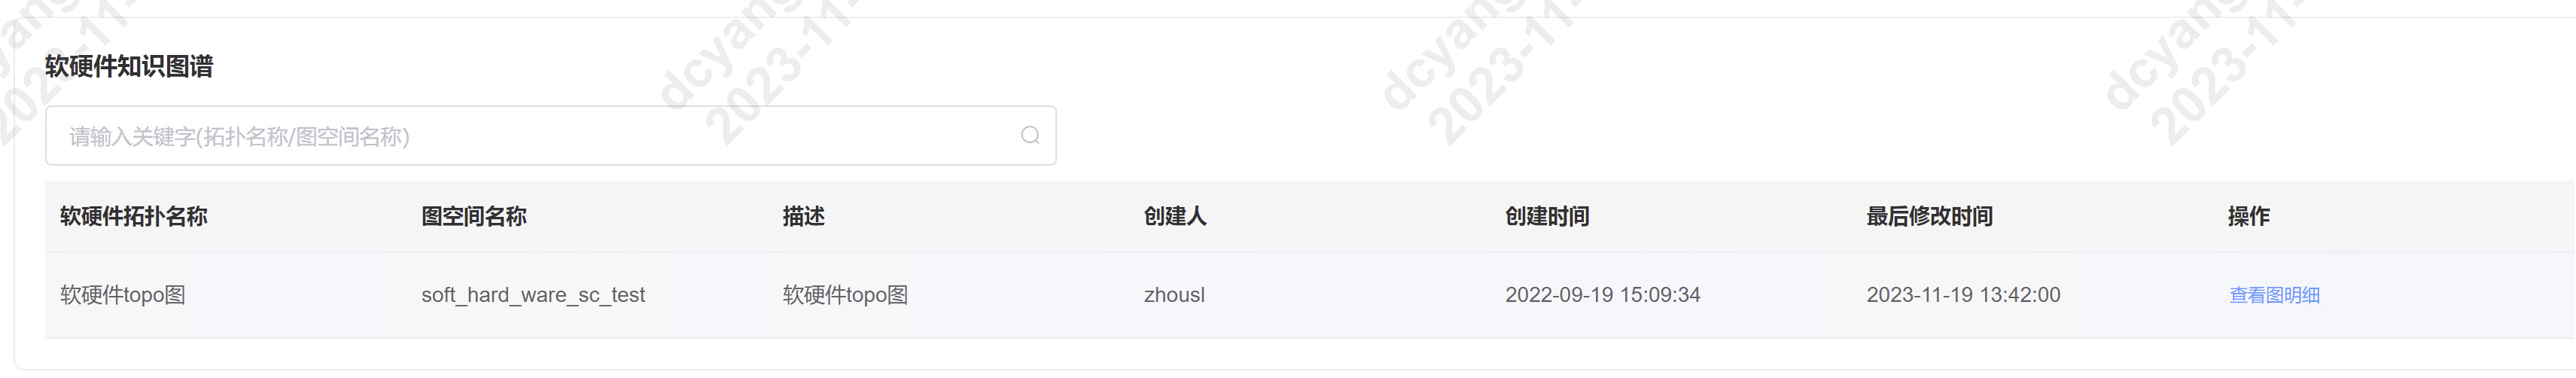 软硬件知识图谱
请输入关键字(拓扑名称/图空间名称)
软硬件拓扑名称 图空间名称 描述 创建人 创建时间 最后修改时间 操作
软硬件topo图 soft_hard_ware_sc_test 软硬件topo图 zhousl 2022-09-19 15:09:34 2023-11-19 13:42:00 查看图明细
dcyang
2023-11-
dcyang
2023-11-
dcyang
2023-11-
2023-11-